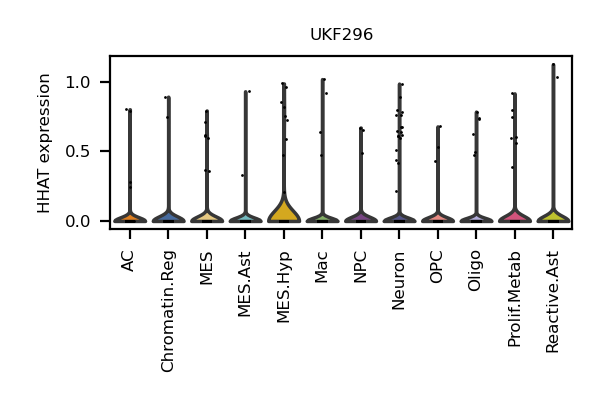 UKF296
HHAT expression
1.0
0.5
0.0
AC
Chromatin.Reg
MES
MES.Ast
MES.Hyp
Mac
NPC
Neuron
OPC
Oligo
Prolif.Metab
Reactive.Ast